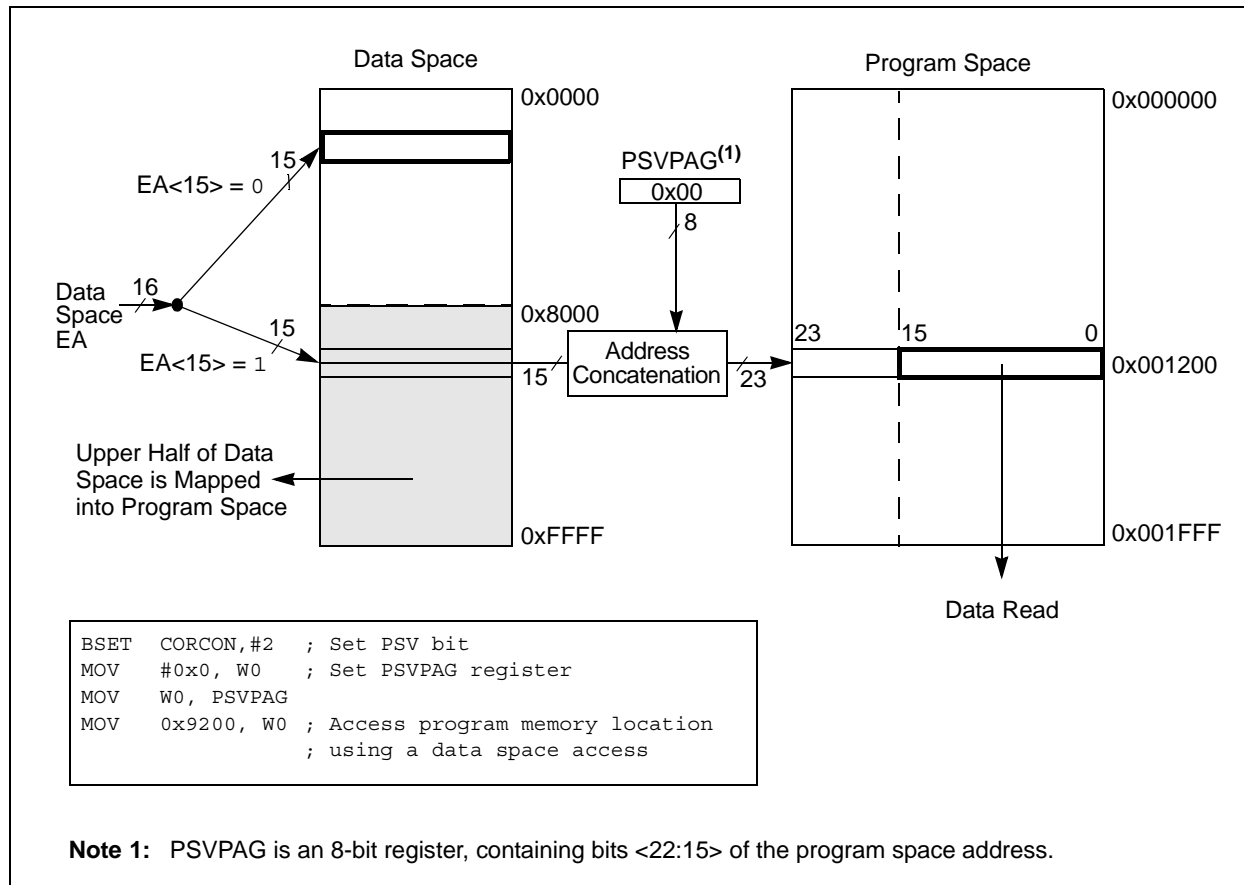 Data Space
Program Space
0x0000
0x000000
15
EA<15> = 0
PSVPAG(1)
0x00
8
16
Data
Space
EA
0x8000
15
EA<15> = 1
15
Address
Concatenation
23
23
15
0
0x001200
Upper Half of Data
Space is Mapped
into Program Space
0xFFFF
0x001FFF
Data Read
BSET CORCON,#2 ; Set PSV bit
MOV #0x0, W0 ; Set PSVPAG register
MOV W0, PSVPAG
MOV 0x9200, W0 ; Access program memory location
; using a data space access
Note 1: PSVPAG is an 8-bit register, containing bits <22:15> of the program space address.